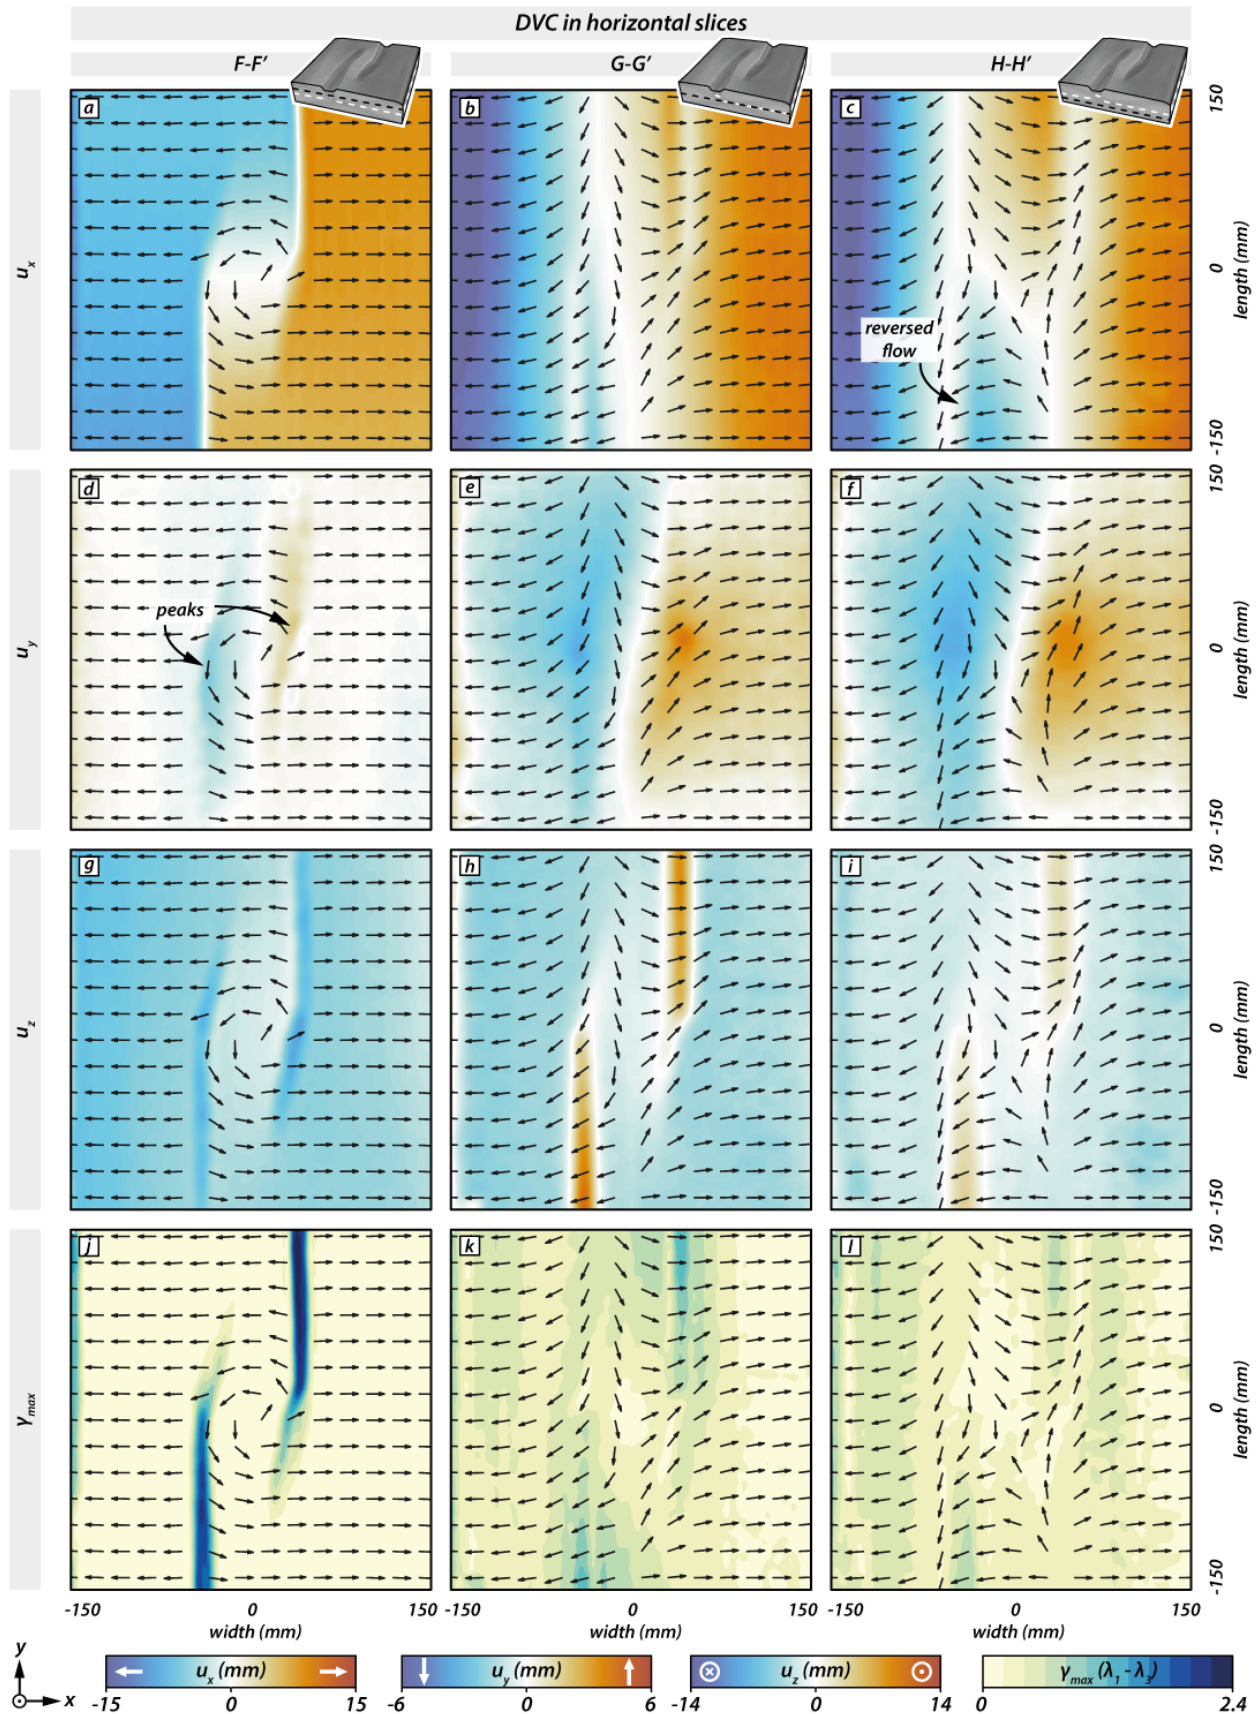 DVC in horizontal slices
F-F’
G-G’
H-H’
a
b
c
150
0
-150
length (mm)
u_x
reversed
flow
d
e
f
150
0
-150
length (mm)
u_y
peaks
g
h
i
150
0
-150
length (mm)
u_z
j
k
l
150
0
-150
length (mm)
γ_max
-150 0 150
-150 0 150
-150 0 150
width (mm)
width (mm)
width (mm)
y
x
u_x (mm)
-15 0 15
u_y (mm)
-6 0 6
u_z (mm)
-14 0 14
γ_max (λ_1 - λ_3)
0 2.4